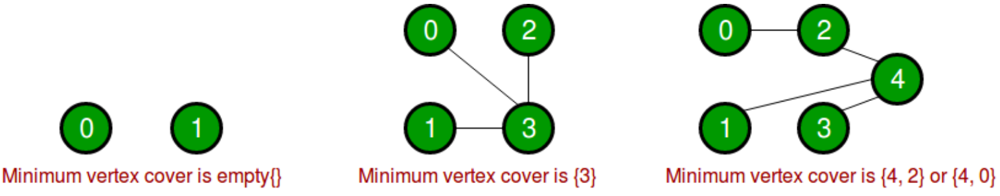 0 2
0 2
4
0 1
1 3
1 3
Minimum vertex cover is empty{}
Minimum vertex cover is {3}
Minimum vertex cover is {4, 2} or {4, 0}